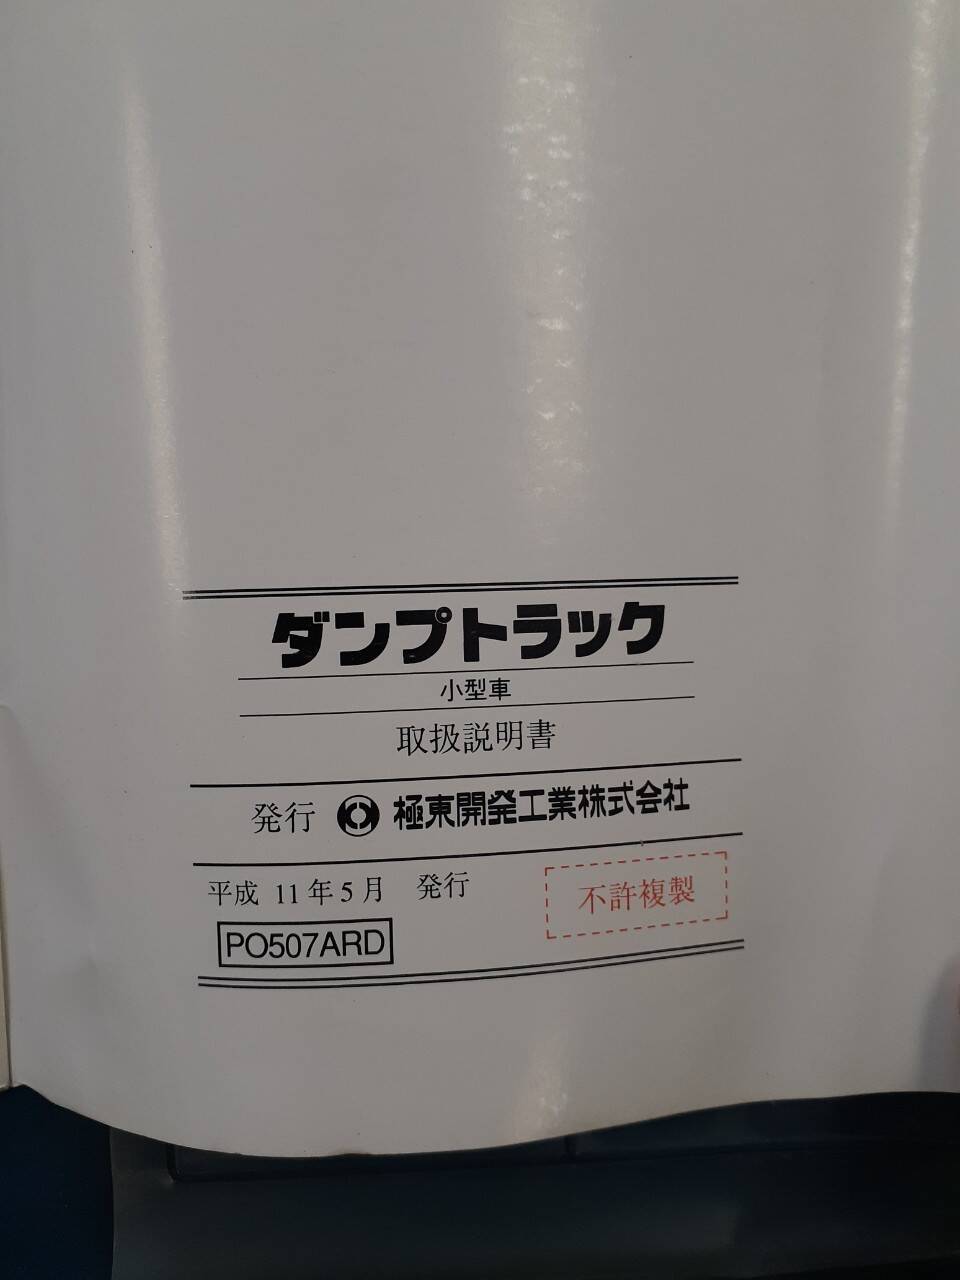 ダンプトラック
小型車
取扱説明書
発行 極東開発工業株式会社
平成 11年5月 発行
不許複製
PO507ARD